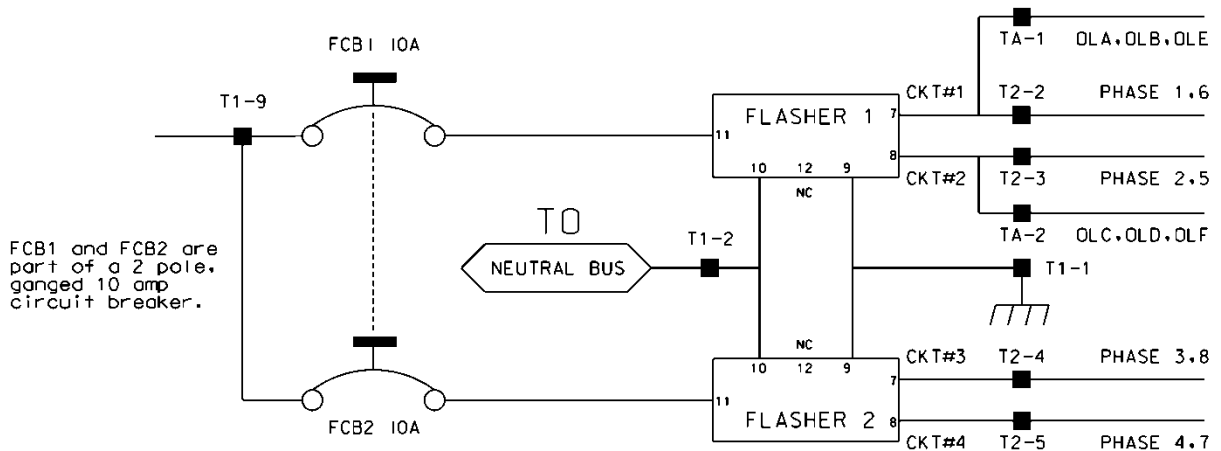 FCB1 10A
T1-9
FCB1 and FCB2 are
part of a 2 pole,
ganged 10 amp
circuit breaker.
FCB2 10A
TO
NEUTRAL BUS
T1-2
11
FLASHER 1
7
8
10 12 9
NC
CKT#1
CKT#2
TA-1 OLA,OLB,OLE
T2-2 PHASE 1,6
T2-3 PHASE 2,5
TA-2 OLC,OLD,OLF
T1-1
NC
10 12 9
11
FLASHER 2
7
8
CKT#3 T2-4 PHASE 3,8
CKT#4 T2-5 PHASE 4,7